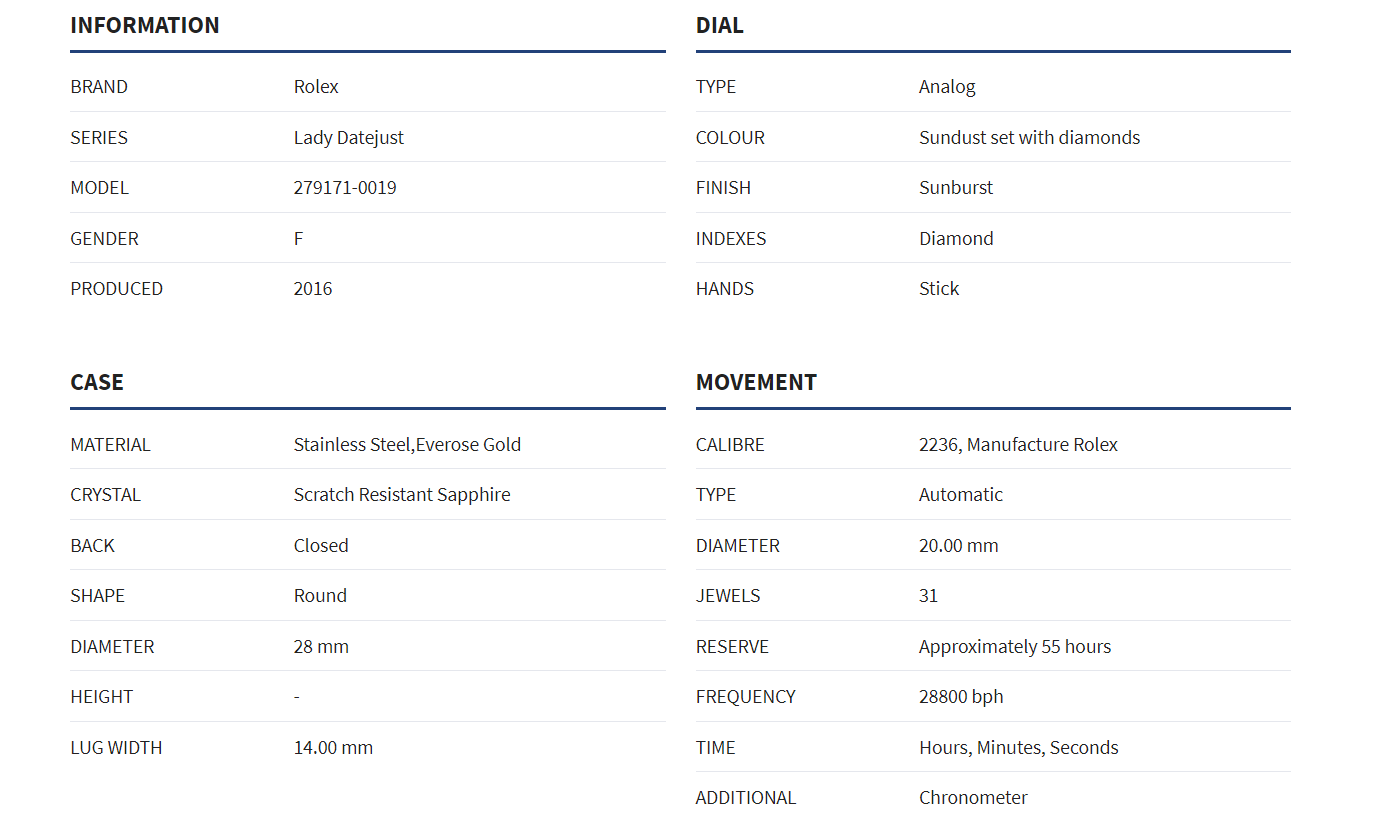 INFORMATION
BRAND Rolex
SERIES Lady Datejust
MODEL 279171-0019
GENDER F
PRODUCED 2016
DIAL
TYPE Analog
COLOUR Sundust set with diamonds
FINISH Sunburst
INDEXES Diamond
HANDS Stick
CASE
MATERIAL Stainless Steel,Everose Gold
CRYSTAL Scratch Resistant Sapphire
BACK Closed
SHAPE Round
DIAMETER 28 mm
HEIGHT -
LUG WIDTH 14.00 mm
MOVEMENT
CALIBRE 2236, Manufacture Rolex
TYPE Automatic
DIAMETER 20.00 mm
JEWELS 31
RESERVE Approximately 55 hours
FREQUENCY 28800 bph
TIME Hours, Minutes, Seconds
ADDITIONAL Chronometer